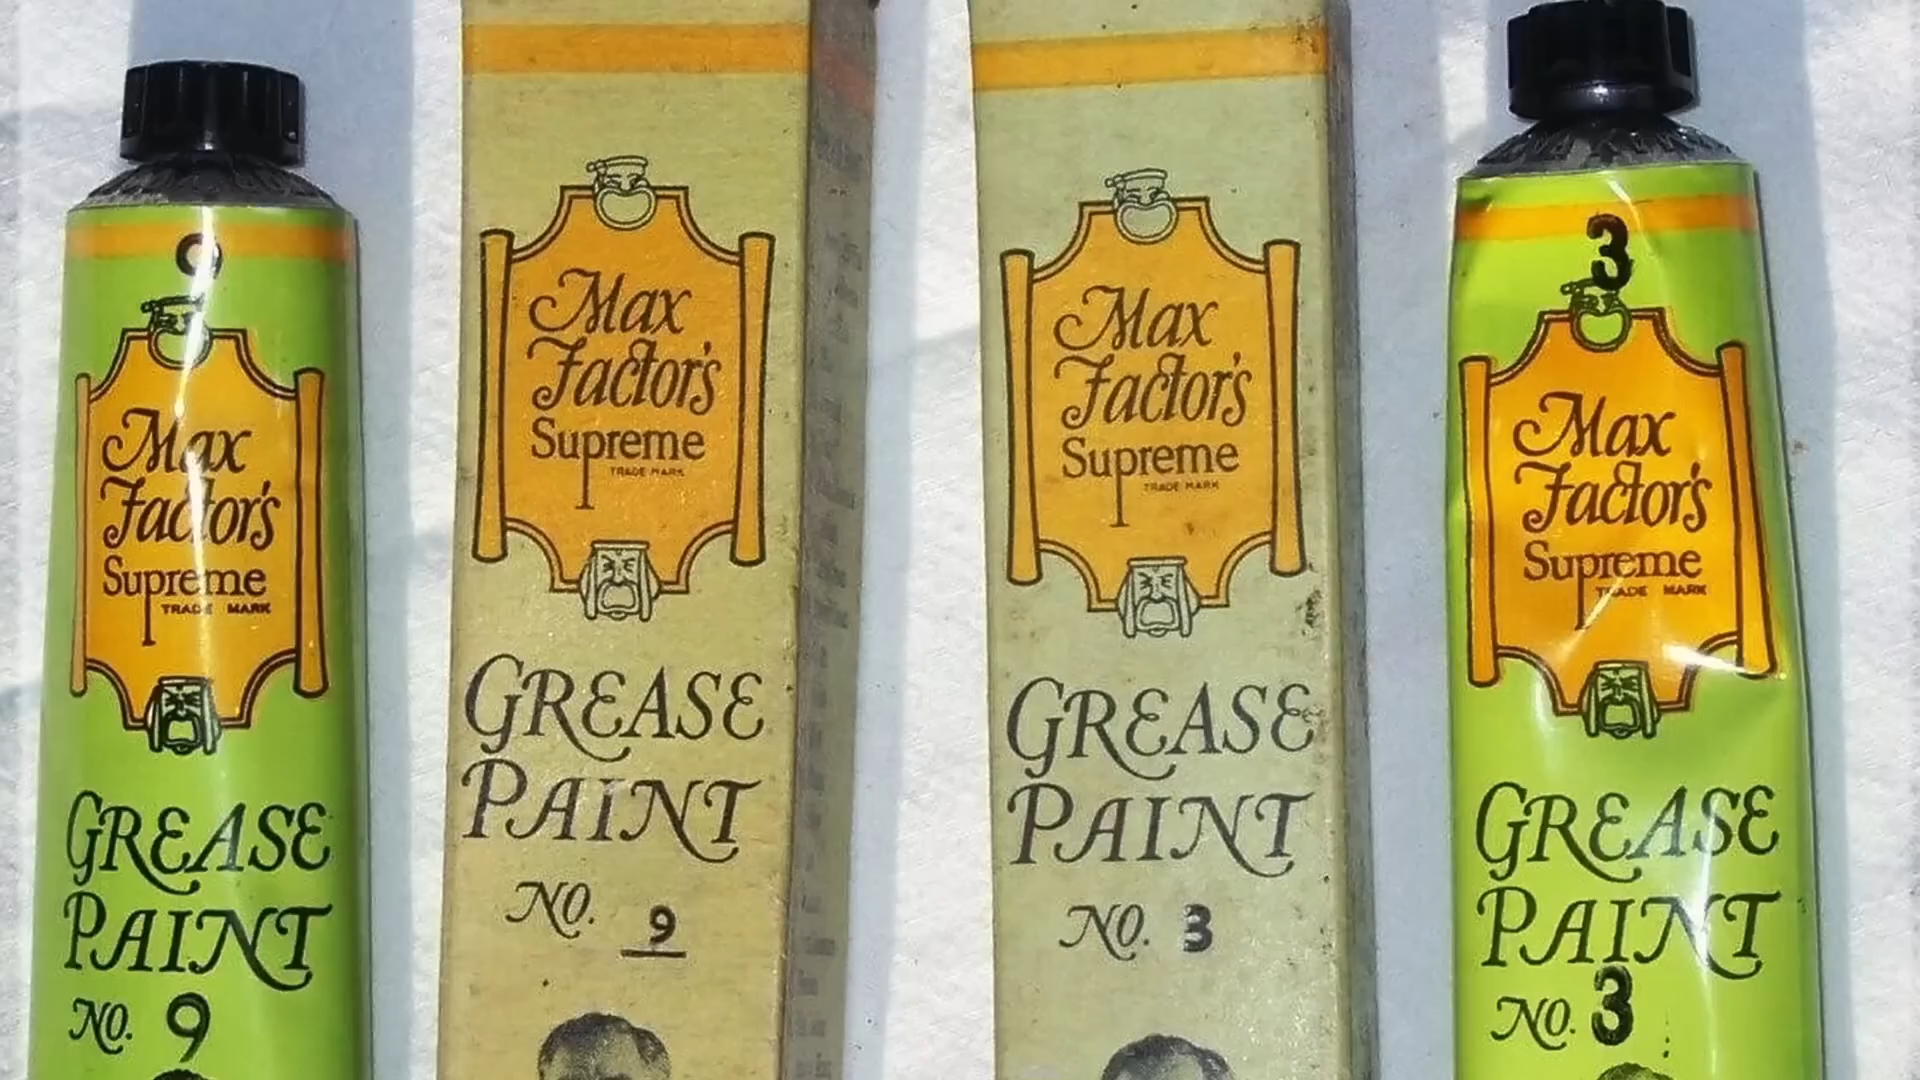 9
Max
Factor's
Supreme
TRADE MARK
GREASE
PAINT
NO. 9
Max
Factor's
Supreme
TRADE MARK
GREASE
PAINT
NO. 9
Max
Factor's
Supreme
TRADE MARK
GREASE
PAINT
NO. 3
3
Max
Factor's
Supreme
TRADE MARK
GREASE
PAINT
NO. 3